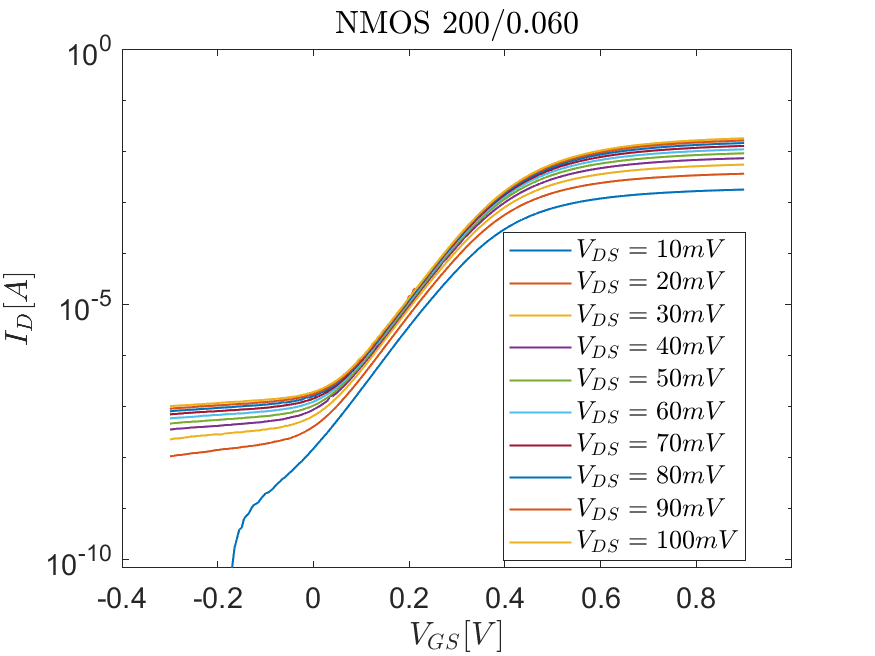 NMOS 200/0.060
10^0
10^-5
10^-10
I_D[A]
-0.4 -0.2 0 0.2 0.4 0.6 0.8
V_GS[V]
V_DS = 10mV
V_DS = 20mV
V_DS = 30mV
V_DS = 40mV
V_DS = 50mV
V_DS = 60mV
V_DS = 70mV
V_DS = 80mV
V_DS = 90mV
V_DS = 100mV